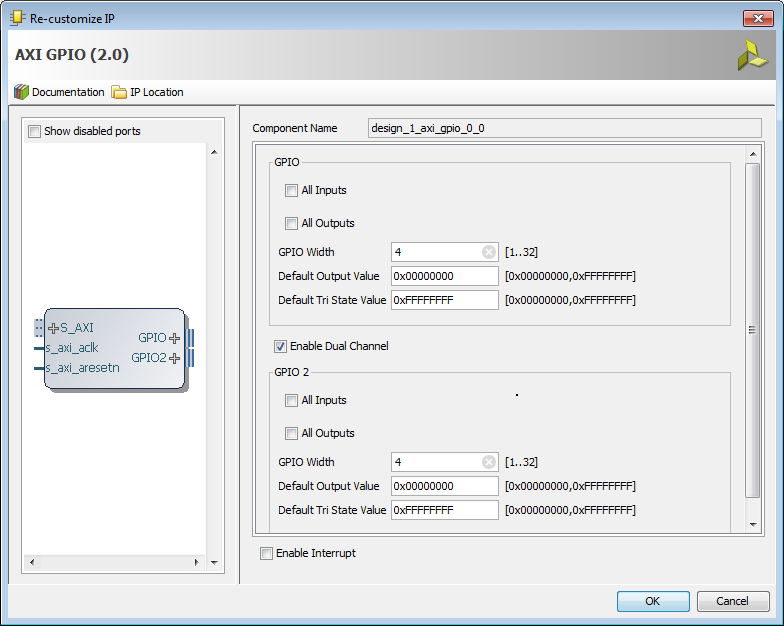 Re-customize IP
AXI GPIO (2.0)
Documentation IP Location
Show disabled ports
S_AXI
s_axi_aclk
s_axi_aresetn
GPIO
GPIO2
Component Name design_1_axi_gpio_0_0
GPIO
All Inputs
All Outputs
GPIO Width 4 [1..32]
Default Output Value 0x00000000 [0x00000000,0xFFFFFFFF]
Default Tri State Value 0xFFFFFFFF [0x00000000,0xFFFFFFFF]
Enable Dual Channel
GPIO 2
All Inputs
All Outputs
GPIO Width 4 [1..32]
Default Output Value 0x00000000 [0x00000000,0xFFFFFFFF]
Default Tri State Value 0xFFFFFFFF [0x00000000,0xFFFFFFFF]
Enable Interrupt
OK Cancel